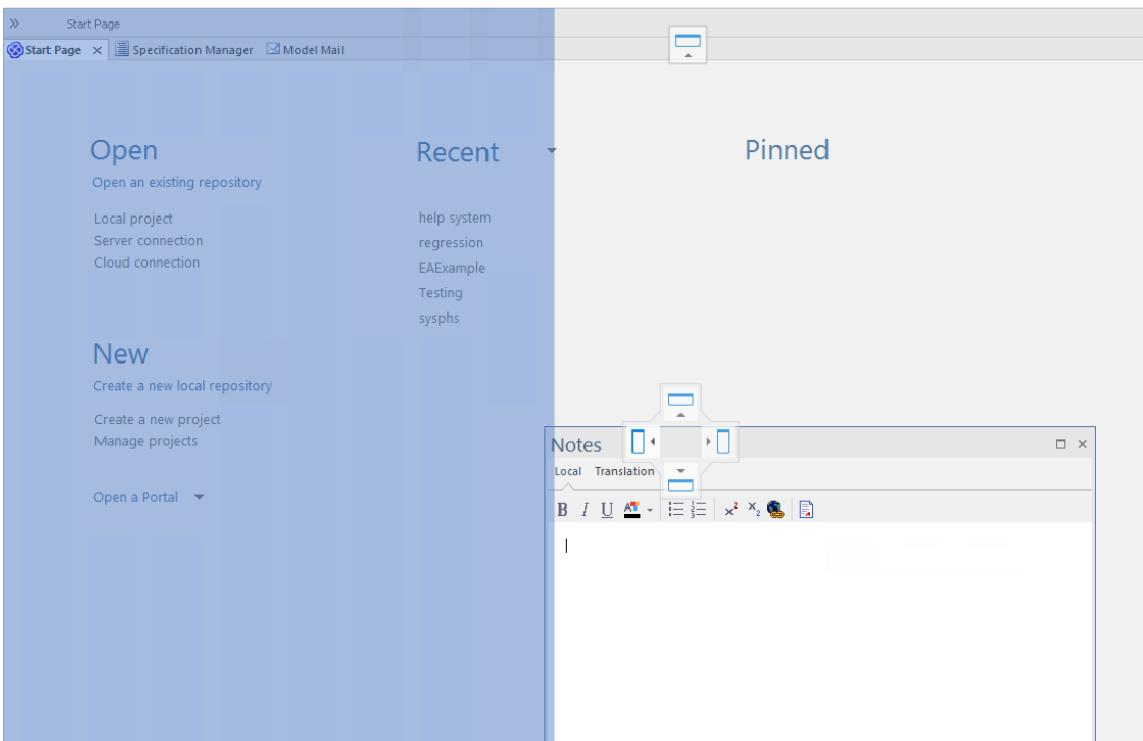 Start Page
Start Page Specification Manager Model Mail
Open
Open an existing repository
Local project
Server connection
Cloud connection
New
Create a new local repository
Create a new project
Manage projects
Open a Portal
Recent
help system
regression
EAExample
Testing
sysphs
Pinned
Notes
Local Translation
B I U A x² x₂